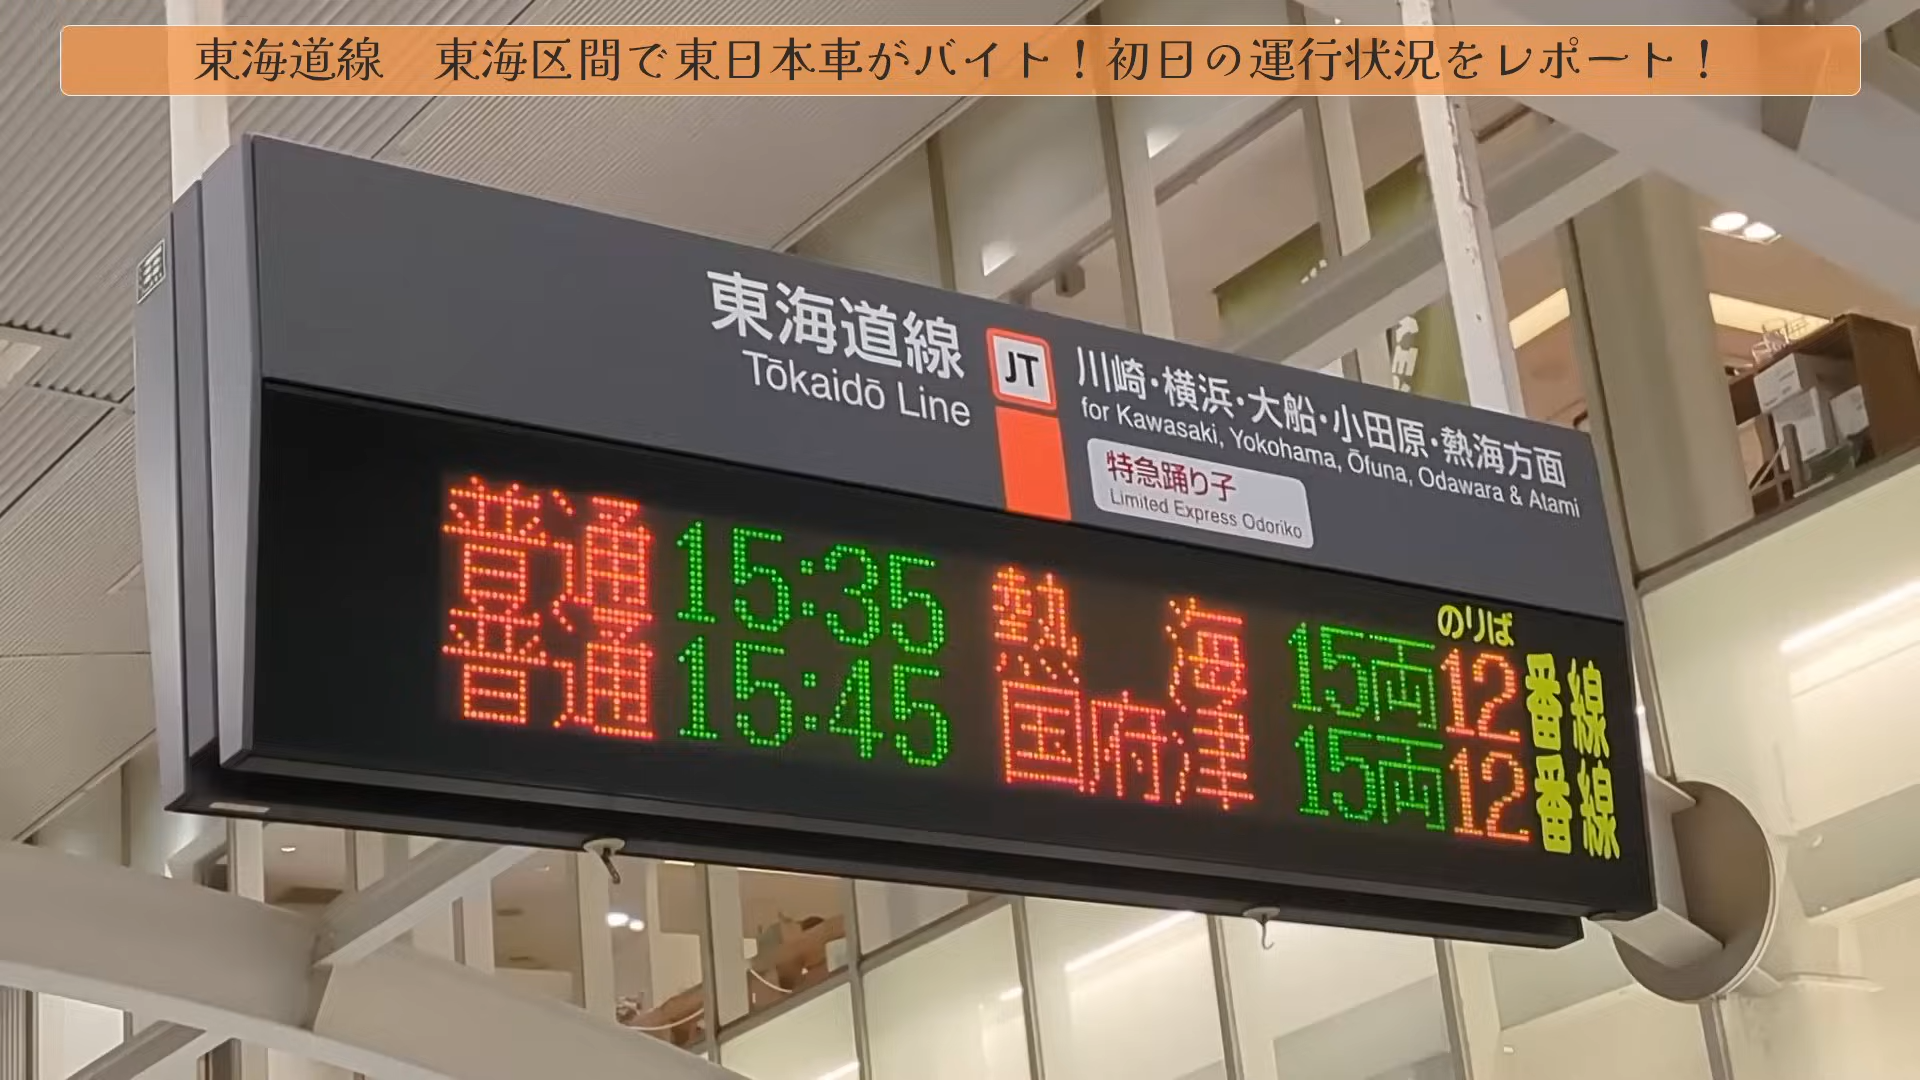 東海道線　東海区間で東日本車がバイト！初日の運行状況をレポート！
東海道線
Tōkaidō Line
JT
川崎・横浜・大船・小田原・熱海方面
for Kawasaki, Yokohama, Ōfuna, Odawara & Atami
特急踊り子
Limited Express Odoriko
のりば
普通 15:35 熱海 15両 12番線
普通 15:45 国府津 15両 12番線